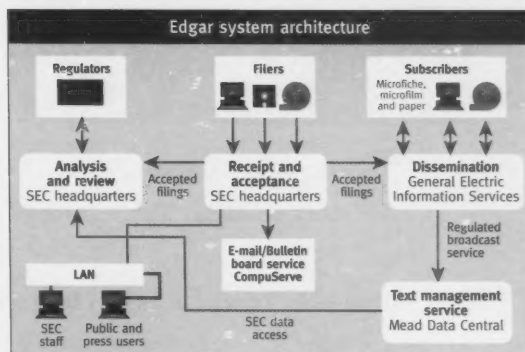 Edgar system architecture
Regulators
Filers
Subscribers
Microfiche,
microfilm
and paper
Analysis
and review
SEC headquarters
Accepted
filings
Receipt and
acceptance
SEC headquarters
Accepted
filings
Dissemination
General Electric
Information Services
E-mail/Bulletin
board service
CompuServe
Regulated
broadcast
service
LAN
SEC
staff
Public and
press users
SEC data
access
Text management
service
Mead Data Central